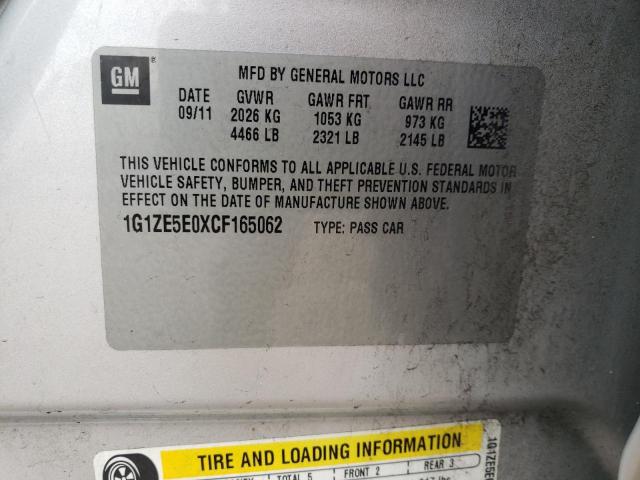 GM ®
MFD BY GENERAL MOTORS LLC
DATE GVWR GAWR FRT GAWR RR
09/11 2026 KG 1053 KG 973 KG
4466 LB 2321 LB 2145 LB
THIS VEHICLE CONFORMS TO ALL APPLICABLE U.S. FEDERAL MOTOR
VEHICLE SAFETY, BUMPER, AND THEFT PREVENTION STANDARDS IN
EFFECT ON THE DATE OF MANUFACTURE SHOWN ABOVE.
1G1ZE5E0XCF165062 TYPE: PASS CAR
TIRE AND LOADING INFORMATION
TOTAL 5 FRONT 2 REAR 3
1G1ZE5E